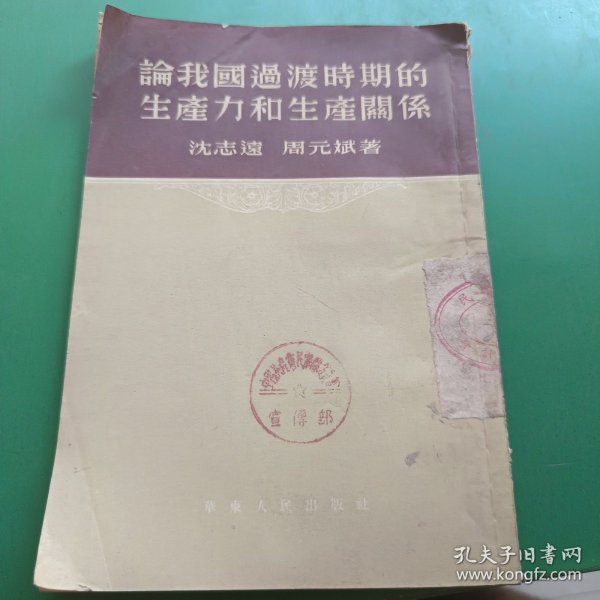 論我國過渡時期的
生產力和生產關係
沈志遠 周元斌著
宣傳部
華東人民出版社
孔夫子旧书网
www.kongfz.com